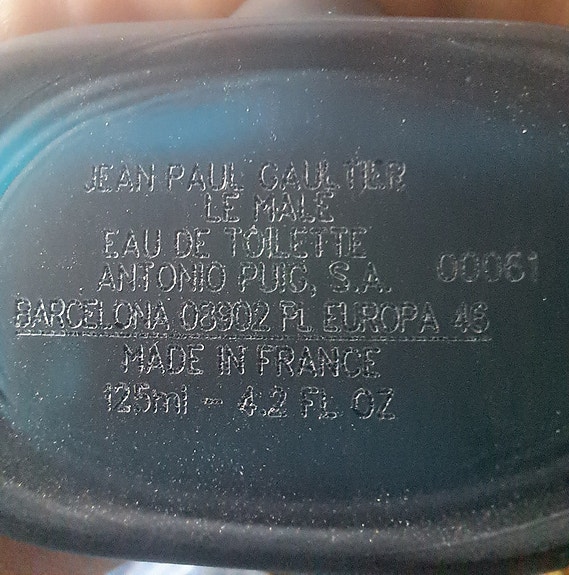 JEAN PAUL GAULTIER
LE MALE
EAU DE TOILETTE
ANTONIO PUIG, S.A.
00061
BARCELONA 08902 PL EUROPA 46
MADE IN FRANCE
125ml - 4.2 FL OZ